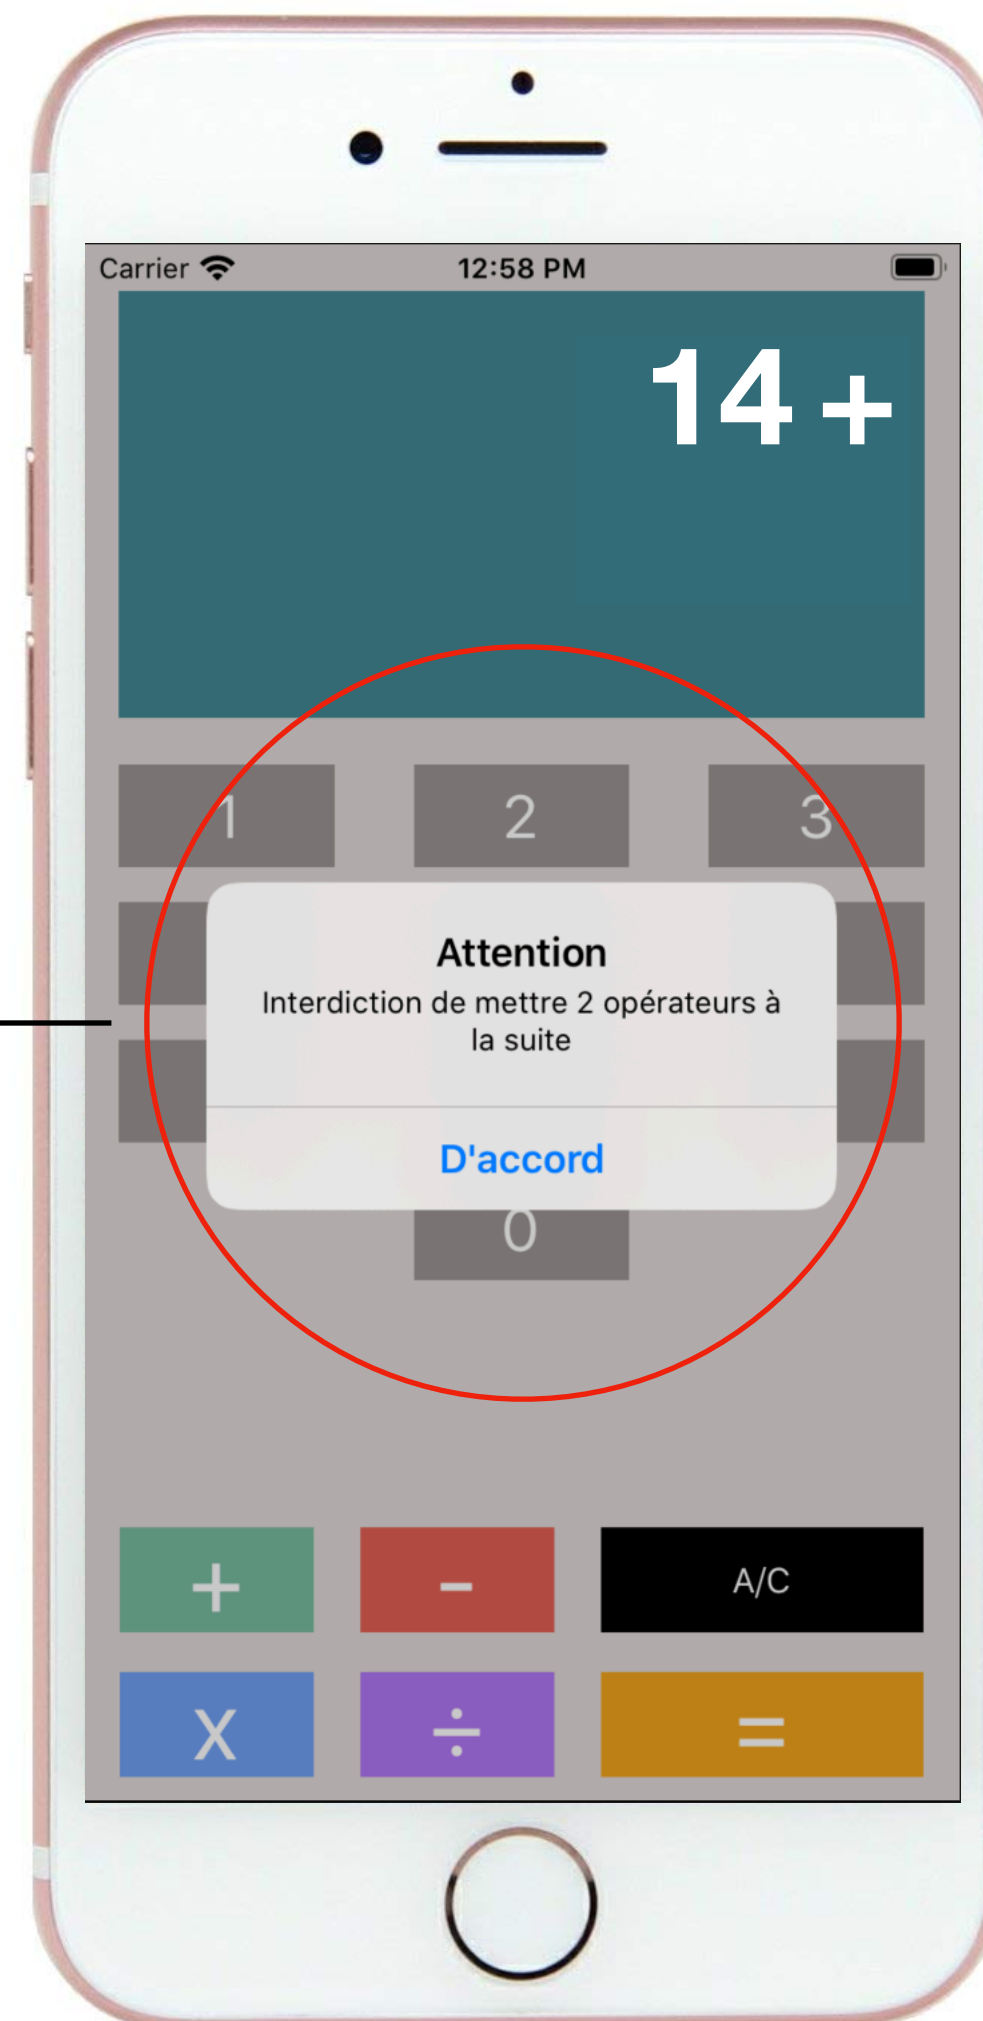 Carrier 12:58 PM
14 +
1 2 3
Attention
Interdiction de mettre 2 opérateurs à
la suite
D'accord
0
+ - A/C
X ÷ =